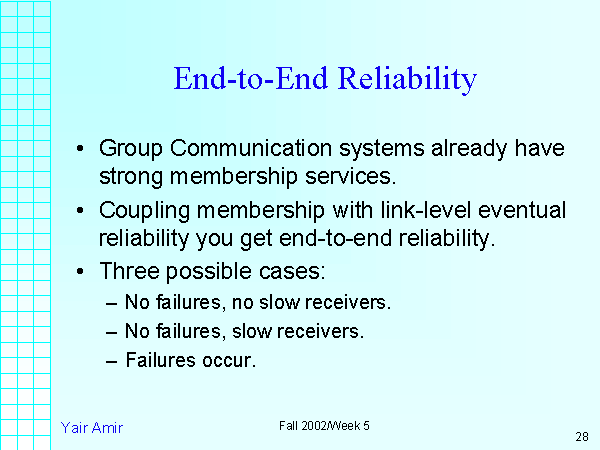 End-to-End Reliability
• Group Communication systems already have
strong membership services.
• Coupling membership with link-level eventual
reliability you get end-to-end reliability.
• Three possible cases:
– No failures, no slow receivers.
– No failures, slow receivers.
– Failures occur.
Yair Amir
Fall 2002/Week 5
28